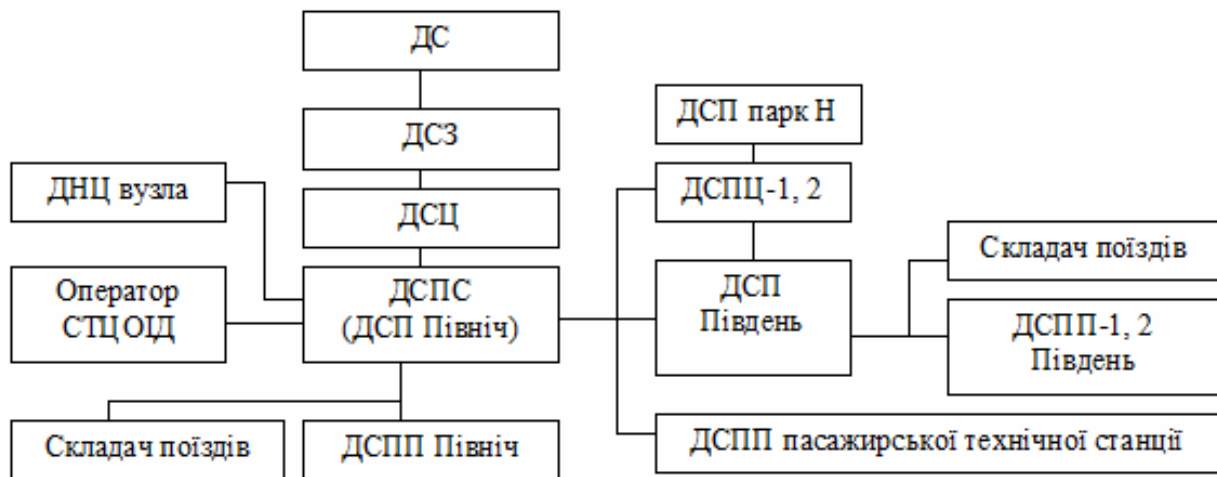 ДС
ДСП парк Н
ДСЗ
ДНЦ вузла
ДСПЦ-1, 2
ДСЦ
Складач поїздів
Оператор
СТЦ ОІД
ДСПС
(ДСП Північ)
ДСП
Південь
ДСПП-1, 2
Південь
Складач поїздів
ДСПП Північ
ДСПП пасажирської технічної станції